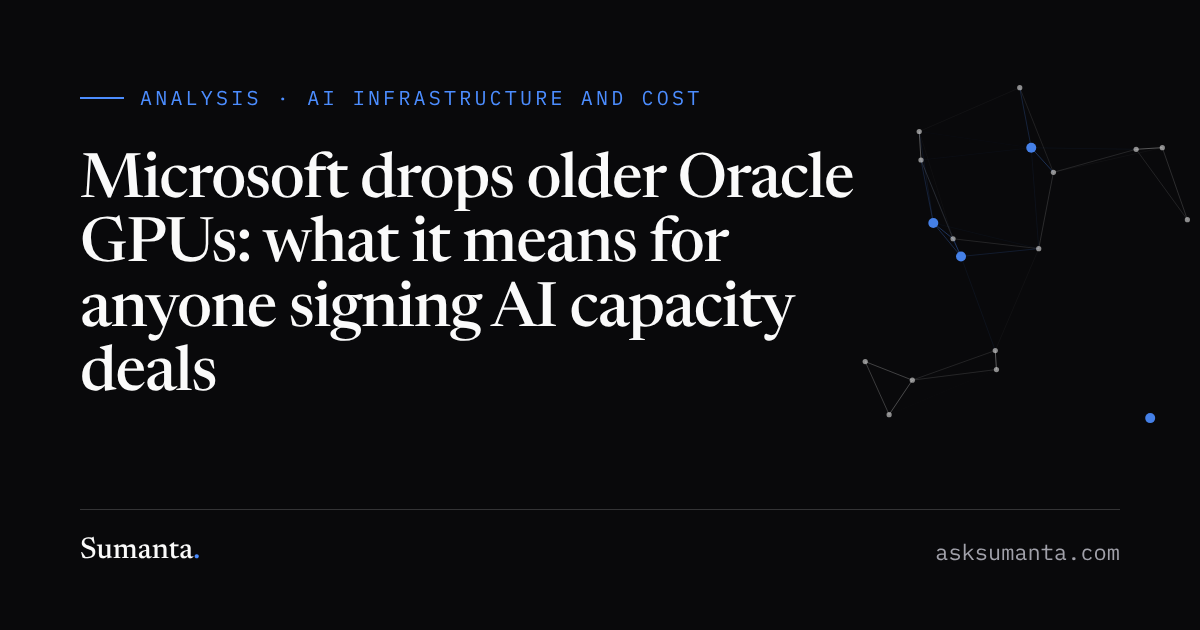 ANALYSIS · AI INFRASTRUCTURE AND COST
Microsoft drops older Oracle
GPUs: what it means for
anyone signing AI capacity
deals
Sumanta.
asksumanta.com